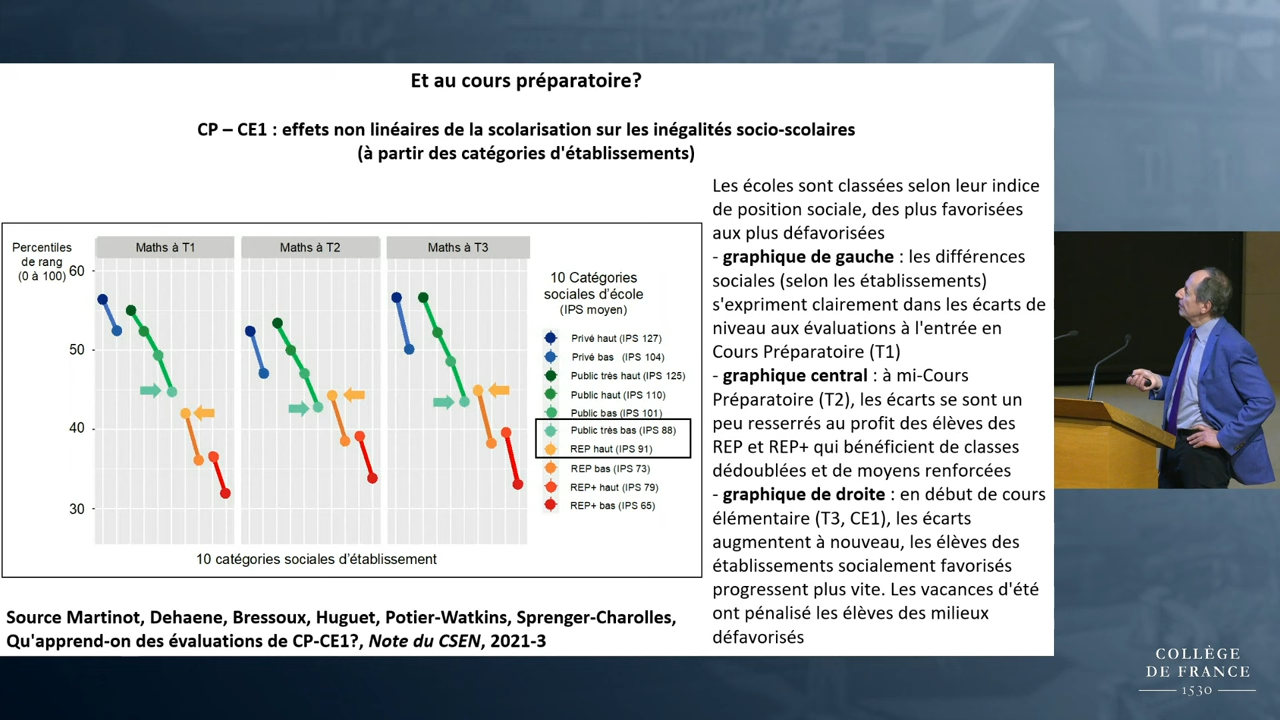 Et au cours préparatoire?
CP – CE1 : effets non linéaires de la scolarisation sur les inégalités socio-scolaires
(à partir des catégories d'établissements)
Percentiles
de rang
(0 à 100)
60
50
40
30
Maths à T1
Maths à T2
Maths à T3
10 Catégories
sociales d'école
(IPS moyen)
Privé haut (IPS 127)
Privé bas (IPS 104)
Public très haut (IPS 125)
Public haut (IPS 110)
Public bas (IPS 101)
Public très bas (IPS 88)
REP haut (IPS 91)
REP bas (IPS 73)
REP+ haut (IPS 79)
REP+ bas (IPS 65)
10 catégories sociales d'établissement
Source Martinot, Dehaene, Bressoux, Huguet, Potier-Watkins, Sprenger-Charolles,
Qu'apprend-on des évaluations de CP-CE1?, Note du CSEN, 2021-3
Les écoles sont classées selon leur indice
de position sociale, des plus favorisées
aux plus défavorisées
- graphique de gauche : les différences
sociales (selon les établissements)
s'expriment clairement dans les écarts de
niveau aux évaluations à l'entrée en
Cours Préparatoire (T1)
- graphique central : à mi-Cours
Préparatoire (T2), les écarts se sont un
peu resserrés au profit des élèves des
REP et REP+ qui bénéficient de classes
dédoublées et de moyens renforcées
- graphique de droite : en début de cours
élémentaire (T3, CE1), les écarts
augmentent à nouveau, les élèves des
établissements socialement favorisés
progressent plus vite. Les vacances d'été
ont pénalisé les élèves des milieux
défavorisés
COLLÈGE
DE FRANCE
1530